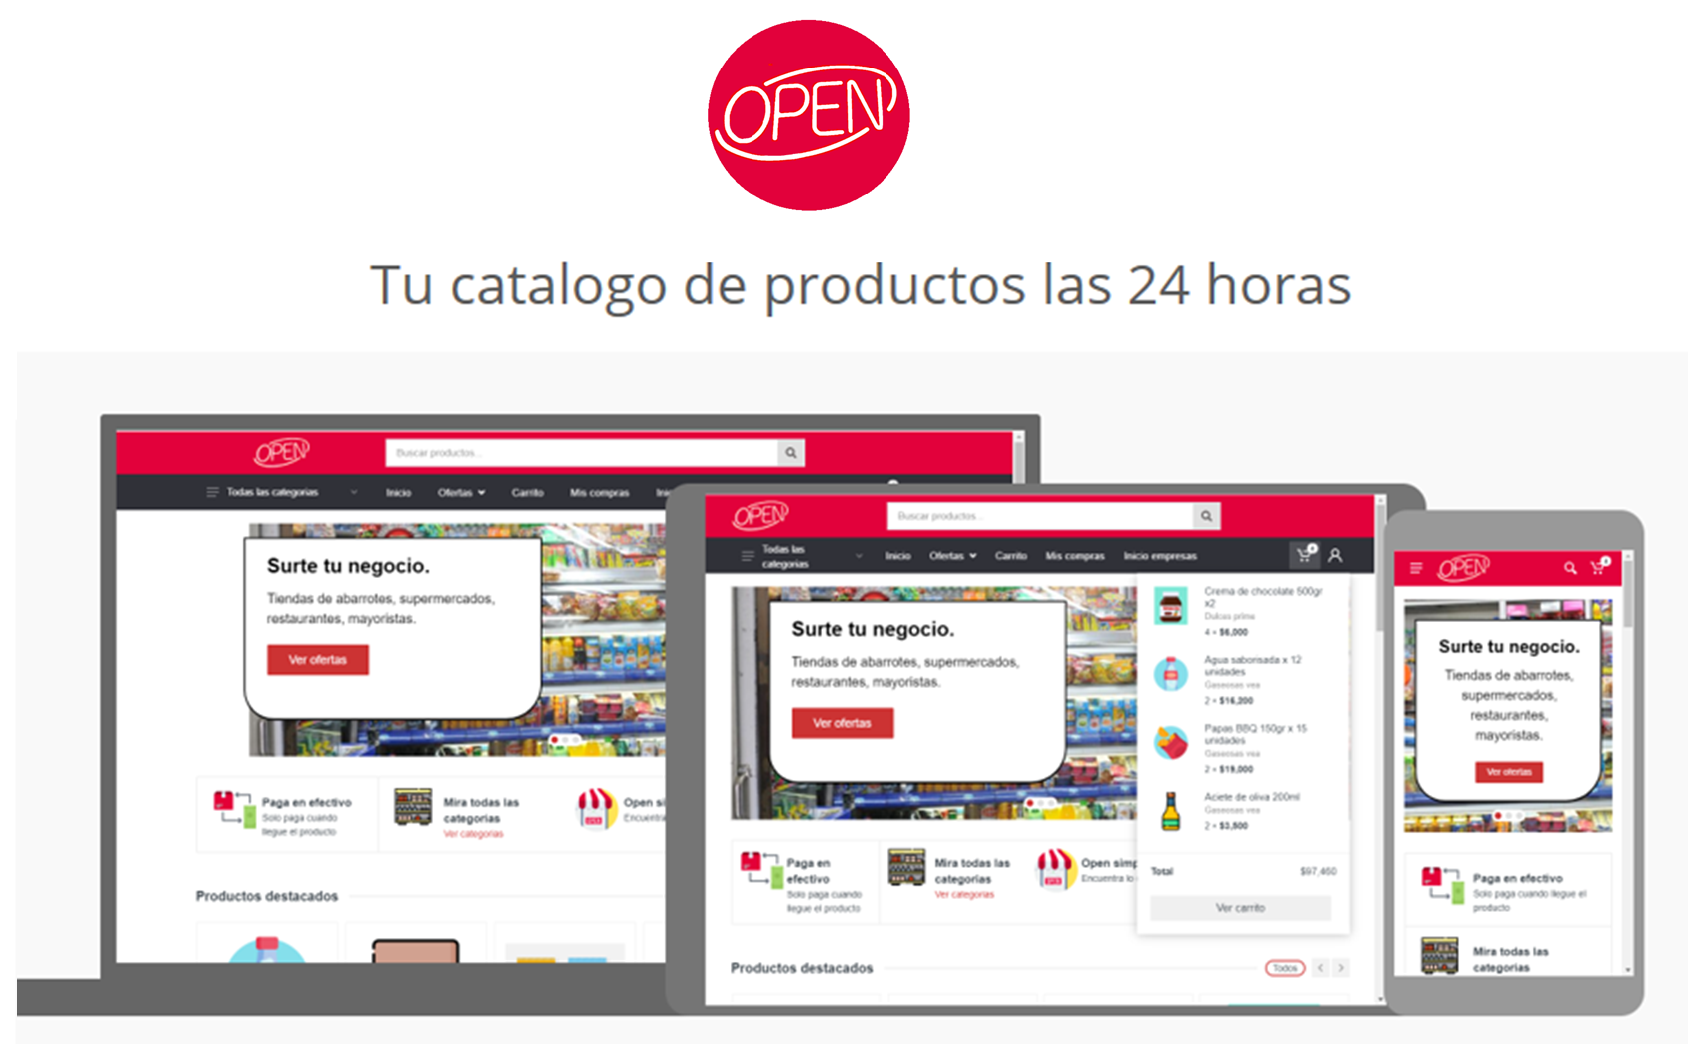 OPEN
Tu catalogo de productos las 24 horas
OPEN
Buscar productos...
Todas las categorias
Inicio
Ofertas
Carrito
Mis compras
Surte tu negocio.
Tiendas de abarrotes, supermercados,
restaurantes, mayoristas.
Ver ofertas
Paga en efectivo
Solo paga cuando
llegue el producto
Mira todas las
categorias
Ver categorias
Productos destacados
OPEN
Buscar productos...
Todas las
categorias
Inicio
Ofertas
Carrito
Mis compras
Inicio empresas
Surte tu negocio.
Tiendas de abarrotes, supermercados,
restaurantes, mayoristas.
Ver ofertas
Crema de chocolate 500gr
x2
Dulces prime
4 × $6,000
Agua saborisada x 12
unidades
Gaseosas vea
2 × $16,200
Papas BBQ 150gr x 15
unidades
Gaseosas vea
2 × $19,000
Aciete de oliva 200ml
Gaseosas vea
2 × $3,500
Total $97,460
Ver carrito
Paga en
efectivo
Solo paga cuando
llegue el producto
Mira todas las
categorias
Ver categorias
Open simp
Encuentra lo
Productos destacados
Todos
OPEN
Surte tu negocio.
Tiendas de abarrotes,
supermercados,
restaurantes,
mayoristas.
Ver ofertas
Paga en efectivo
Solo paga cuando llegue el
producto
Mira todas las
categorias